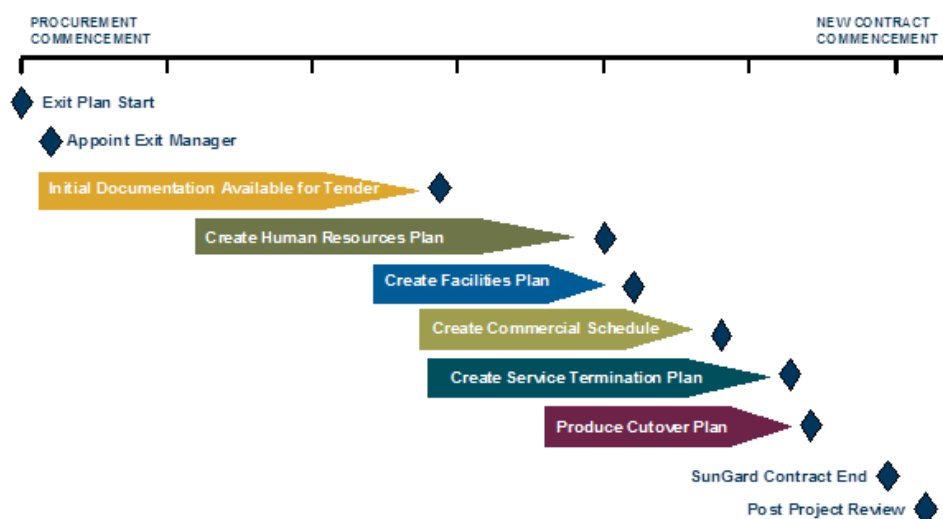 PROCUREMENT
COMMENCEMENT
NEW CONTRACT
COMMENCEMENT
Exit Plan Start
Appoint Exit Manager
Initial Documentation Available for Tender
Create Human Resources Plan
Create Facilities Plan
Create Commercial Schedule
Create Service Termination Plan
Produce Cutover Plan
SunGard Contract End
Post Project Review